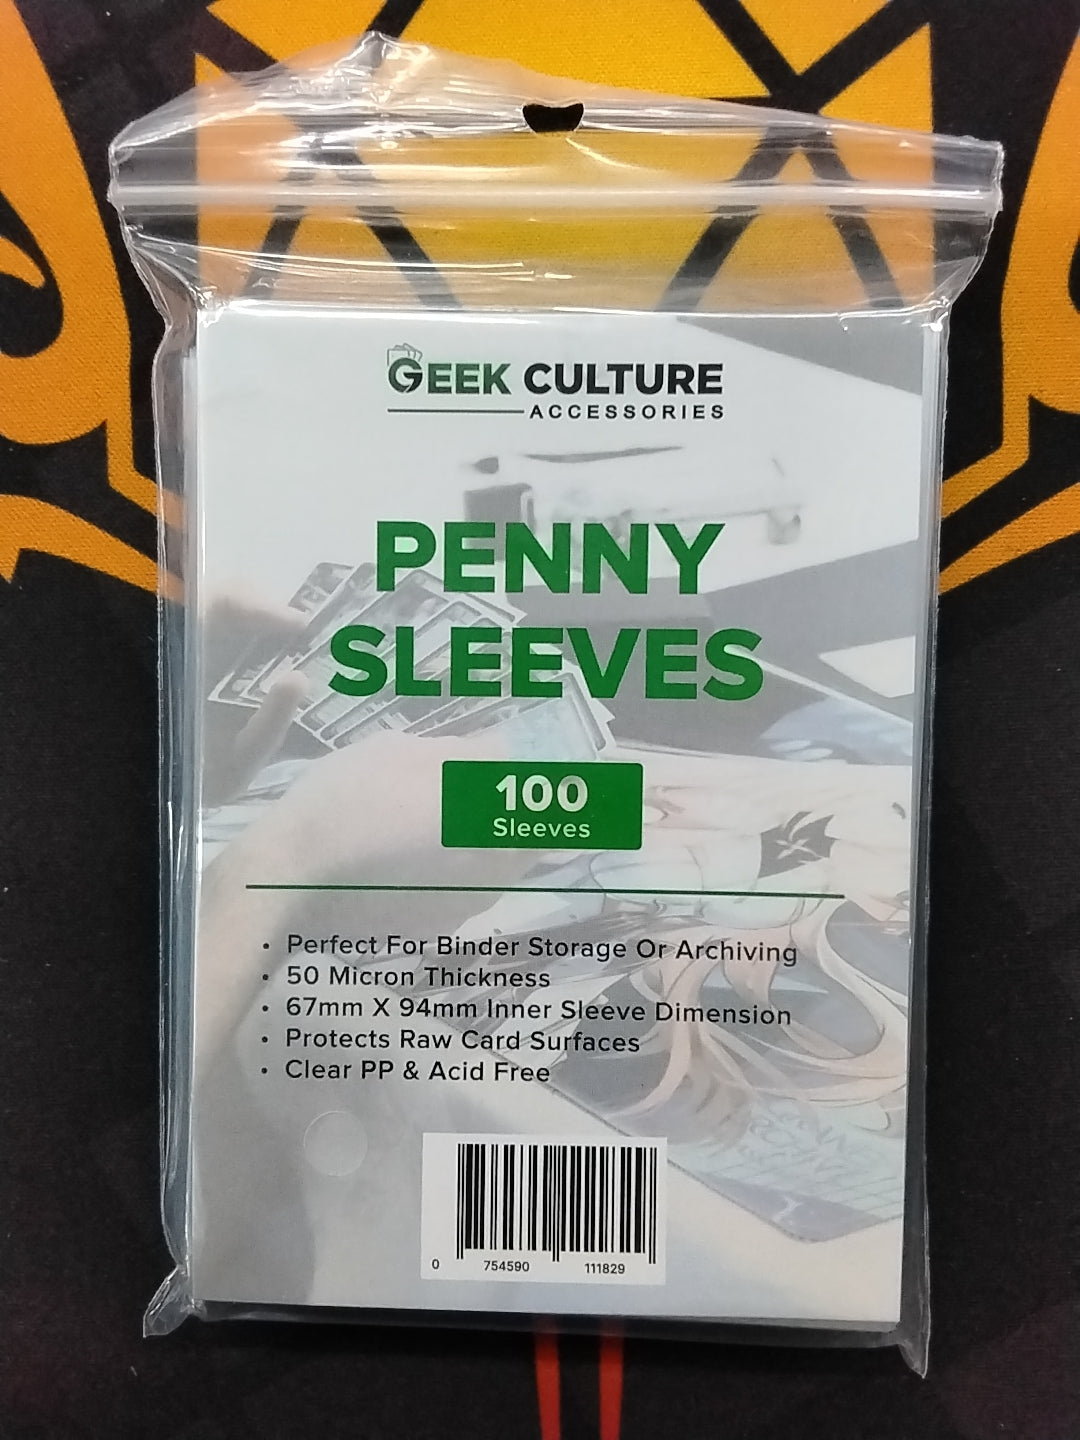 GEEK CULTURE
ACCESSORIES
PENNY
SLEEVES
100
Sleeves
• Perfect For Binder Storage Or Archiving
• 50 Micron Thickness
• 67mm X 94mm Inner Sleeve Dimension
• Protects Raw Card Surfaces
• Clear PP & Acid Free
0 754590 111829